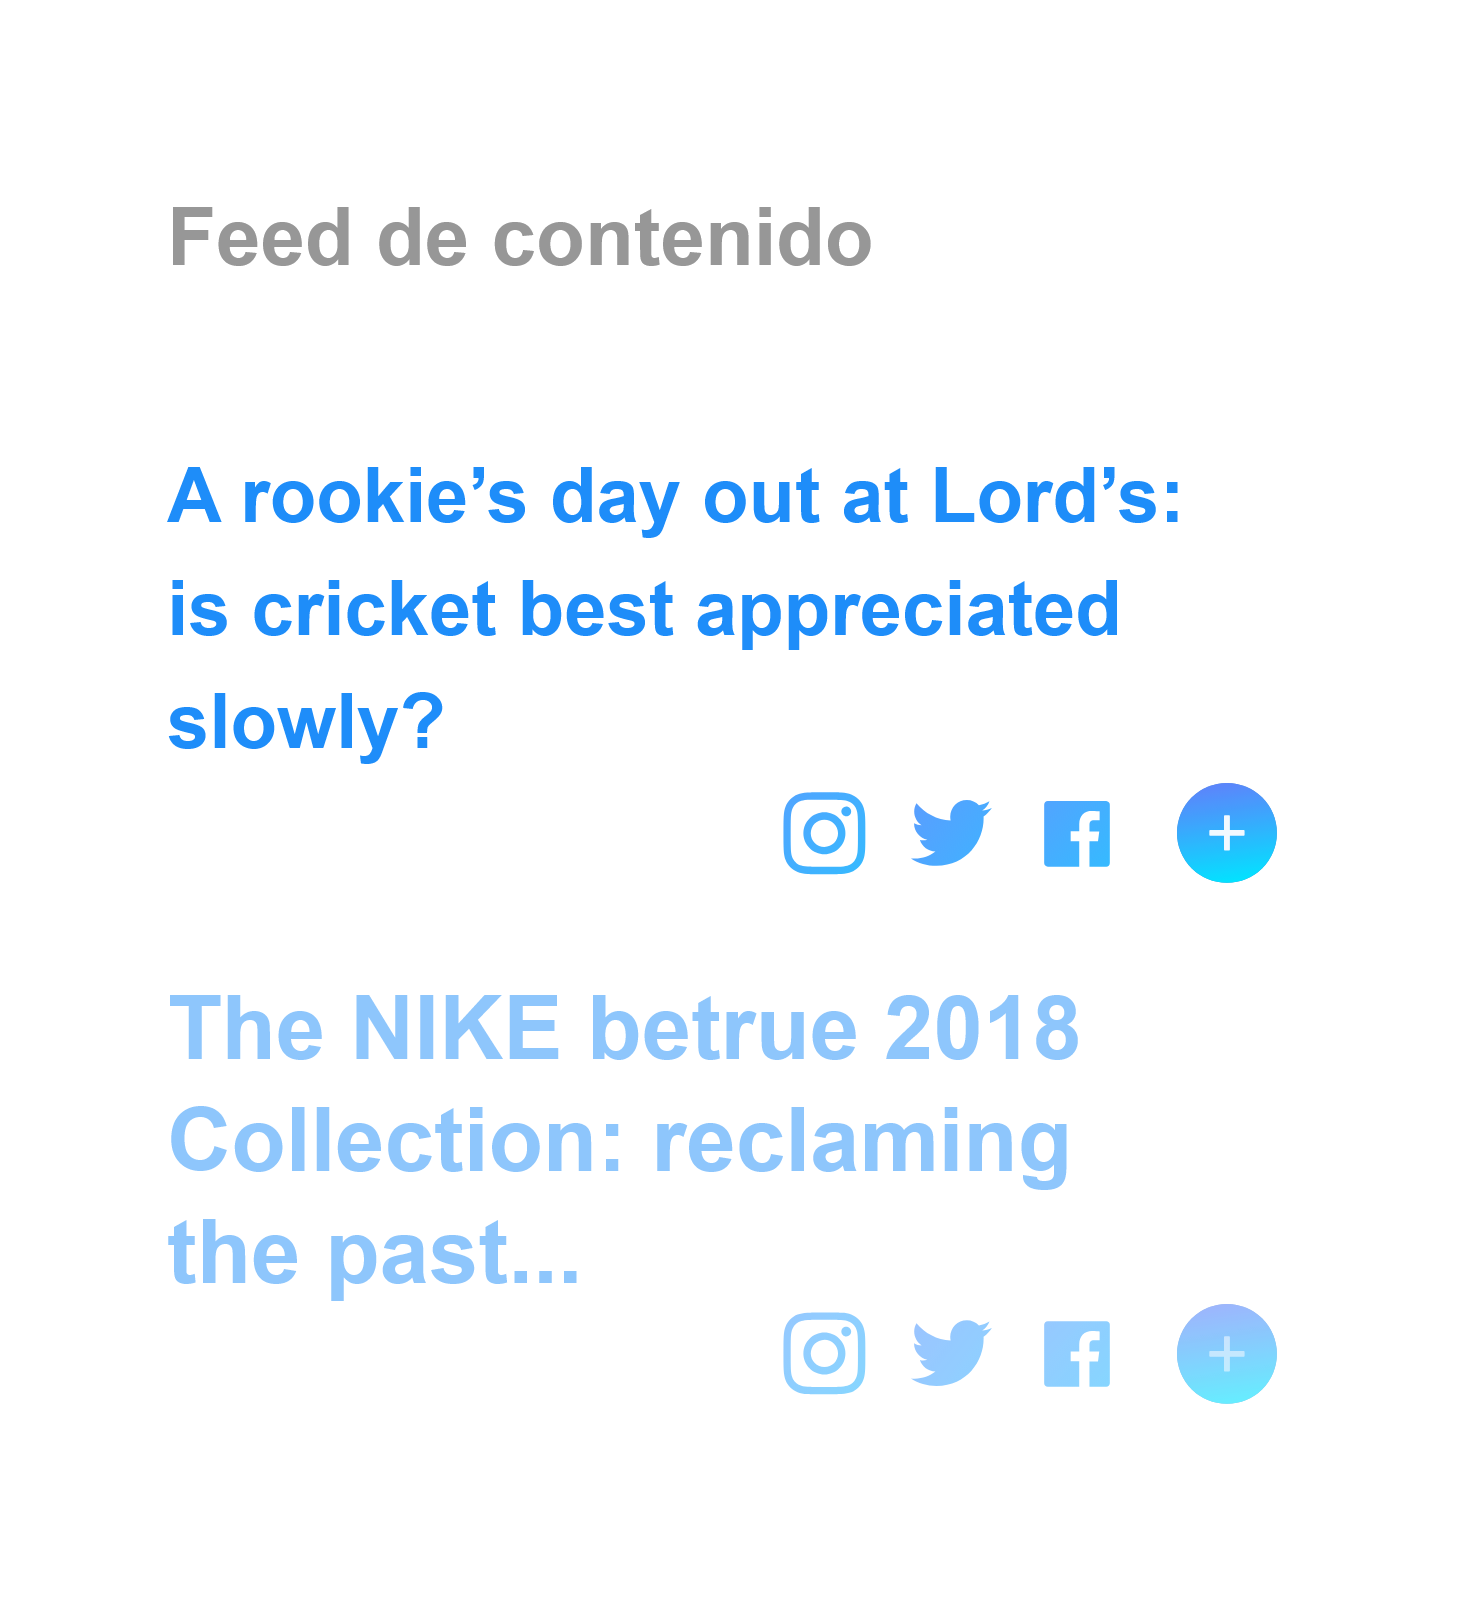 Feed de contenido
A rookie’s day out at Lord’s:
is cricket best appreciated
slowly?
The NIKE betrue 2018
Collection: reclaming
the past...